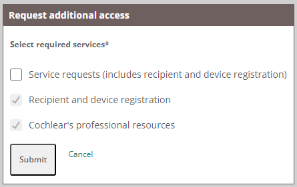 Request additional access
Select required services*
Service requests (includes recipient and device registration)
Recipient and device registration
Cochlear's professional resources
Submit Cancel